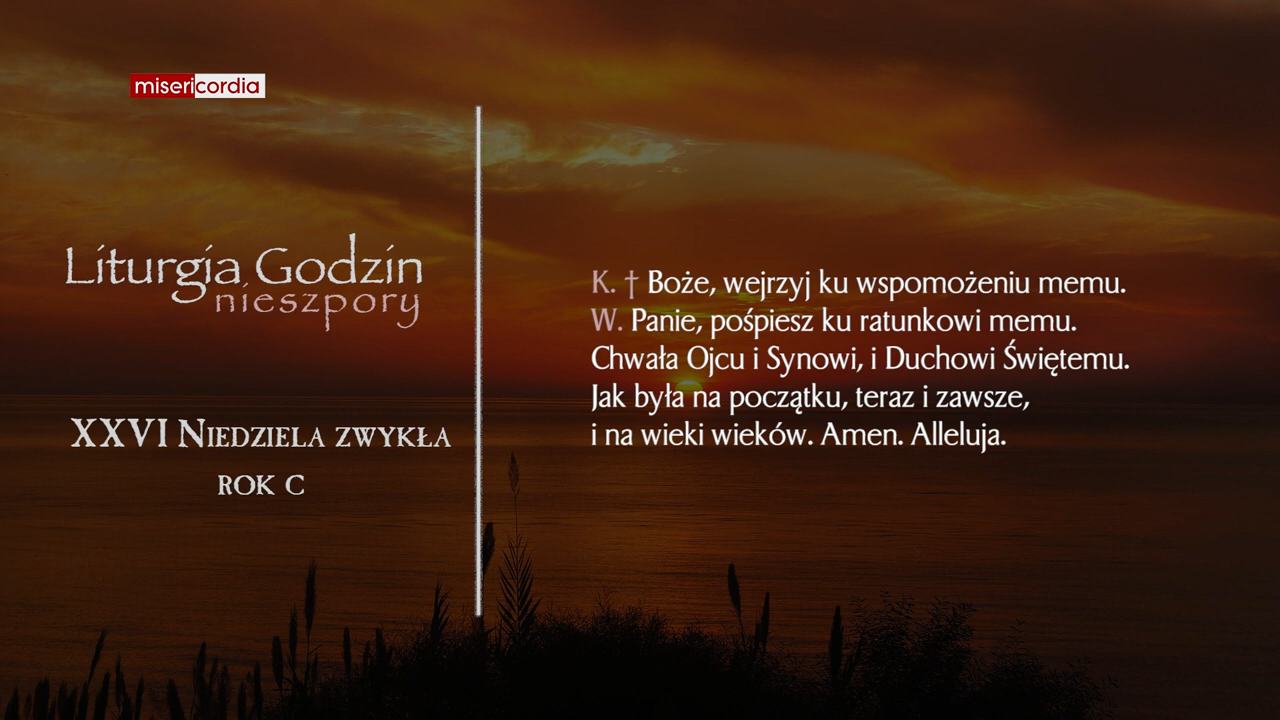 misericordia
Liturgia Godzin
nieszpory
XXVI Niedziela zwykła
rok C
K. † Boże, wejrzyj ku wspomożeniu memu.
W. Panie, pośpiesz ku ratunkowi memu.
Chwała Ojcu i Synowi, i Duchowi Świętemu.
Jak była na początku, teraz i zawsze,
i na wieki wieków. Amen. Alleluja.